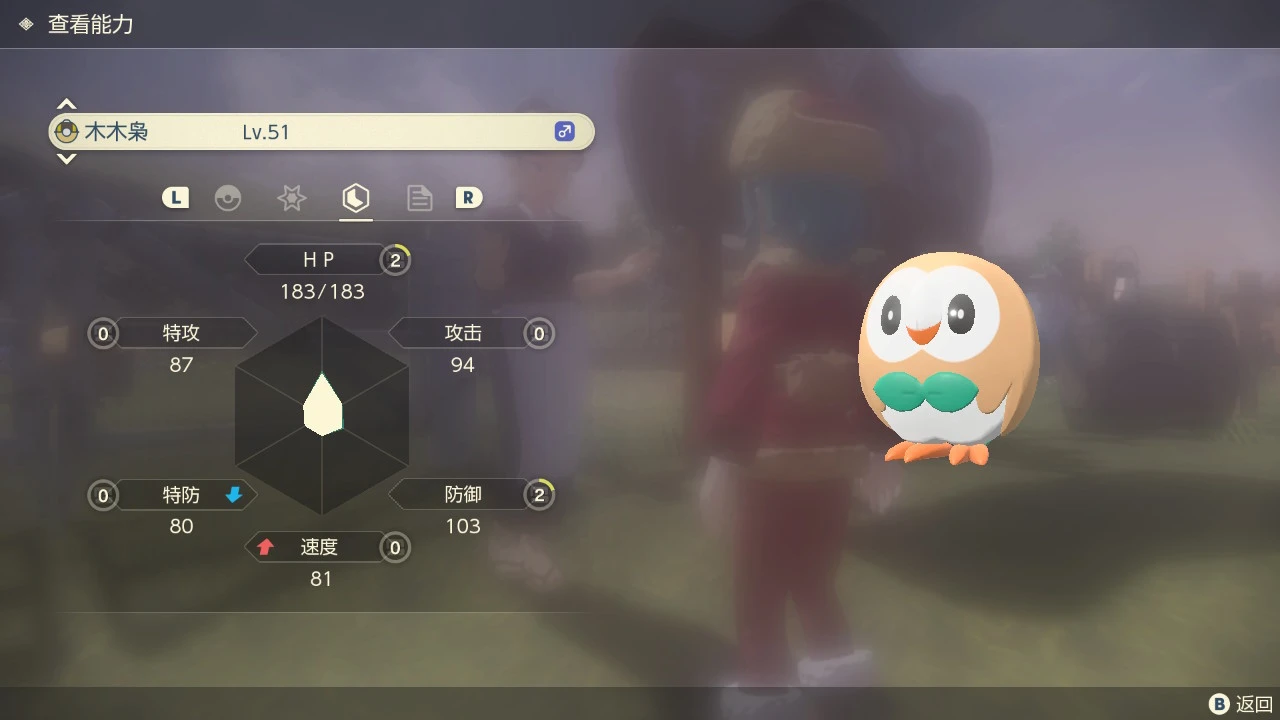 查看能力
木木枭 Lv.51 ♂
L R
HP 2
183/183
0 特攻
87
攻击 0
94
0 特防
80
防御 2
103
速度 0
81
B 返回